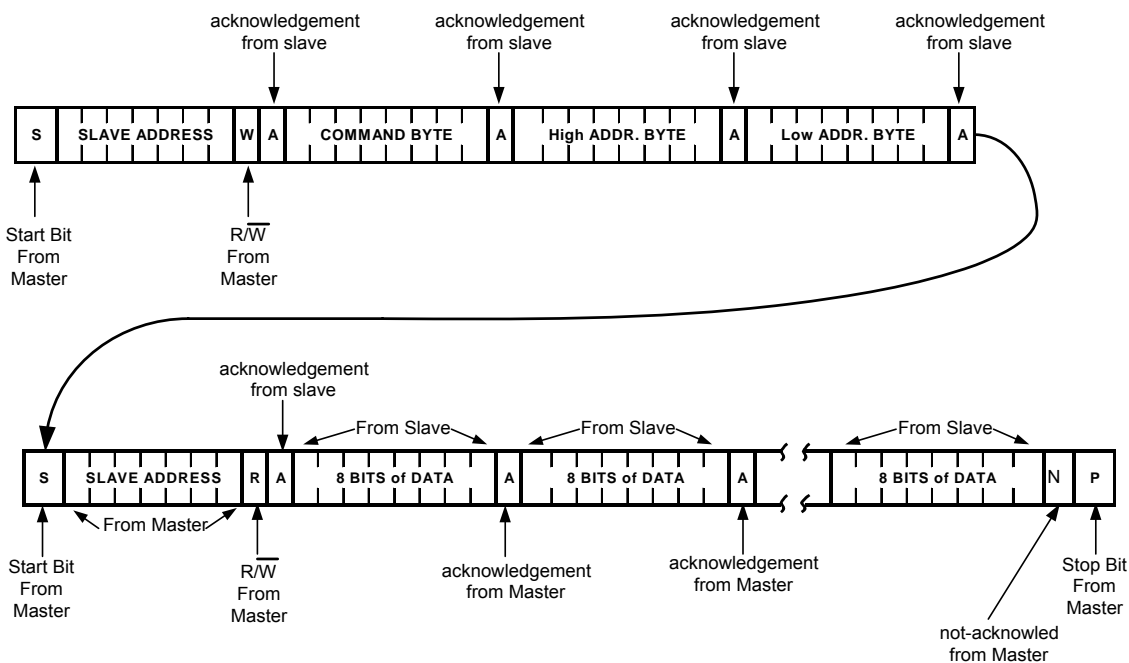 acknowledgement
from slave
acknowledgement
from slave
acknowledgement
from slave
acknowledgement
from slave
S SLAVE ADDRESS W A COMMAND BYTE A High ADDR. BYTE A Low ADDR. BYTE A
Start Bit
From
Master
R/W̅
From
Master
acknowledgement
from slave
From Slave
From Slave
From Slave
S SLAVE ADDRESS R A 8 BITS of DATA A 8 BITS of DATA A 8 BITS of DATA N P
From Master
Start Bit
From
Master
R/W̅
From
Master
acknowledgement
from Master
acknowledgement
from Master
Stop Bit
From
Master
not-acknowled
from Master